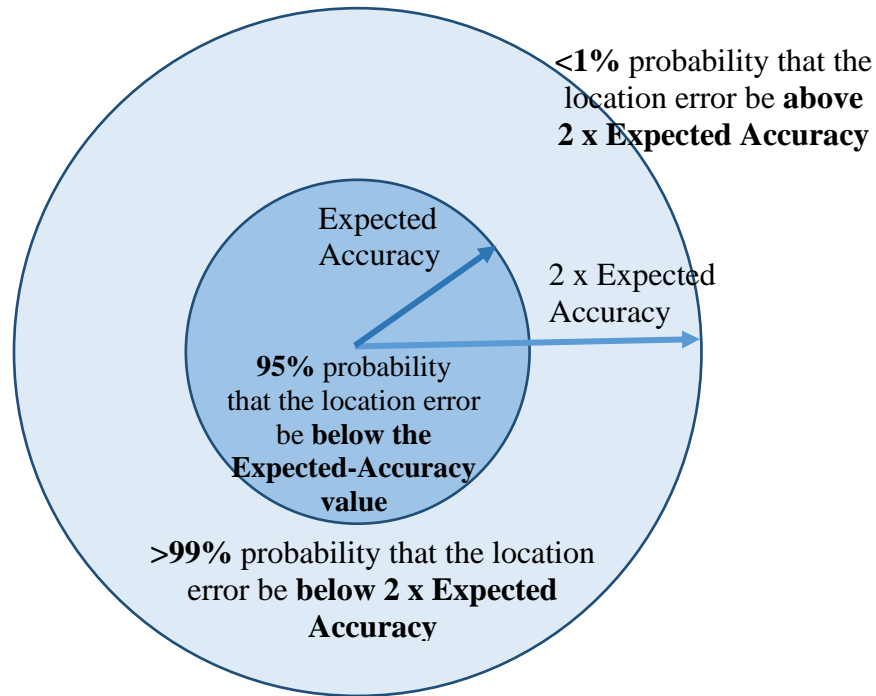 <1% probability that the
location error be above
2 x Expected Accuracy
Expected
Accuracy
2 x Expected
Accuracy
95% probability
that the location error
be below the
Expected-Accuracy
value
>99% probability that the location
error be below 2 x Expected
Accuracy